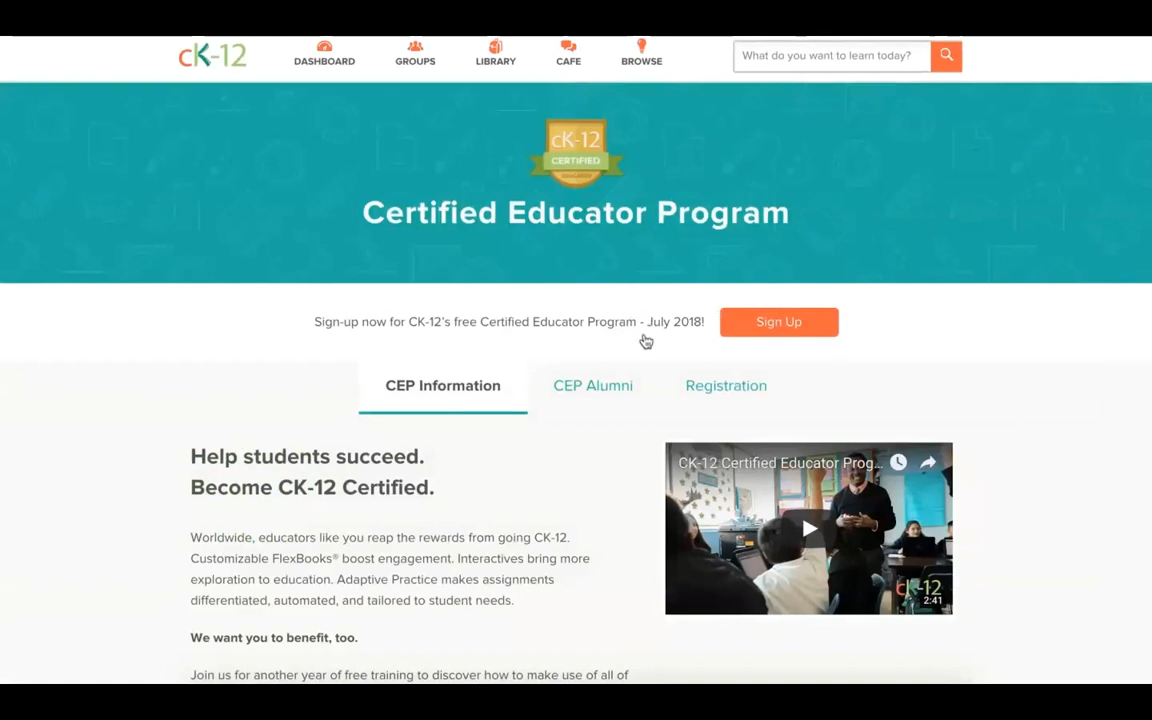 cK-12
DASHBOARD
GROUPS
LIBRARY
CAFE
BROWSE
What do you want to learn today?
cK-12
CERTIFIED
Certified Educator Program
Sign-up now for CK-12's free Certified Educator Program - July 2018!
Sign Up
CEP Information
CEP Alumni
Registration
Help students succeed.
Become CK-12 Certified.
Worldwide, educators like you reap the rewards from going CK-12.
Customizable FlexBooks® boost engagement. Interactives bring more
exploration to education. Adaptive Practice makes assignments
differentiated, automated, and tailored to student needs.
We want you to benefit, too.
Join us for another year of free training to discover how to make use of all of
CK-12 Certified Educator Prog...
cK-12
2:41